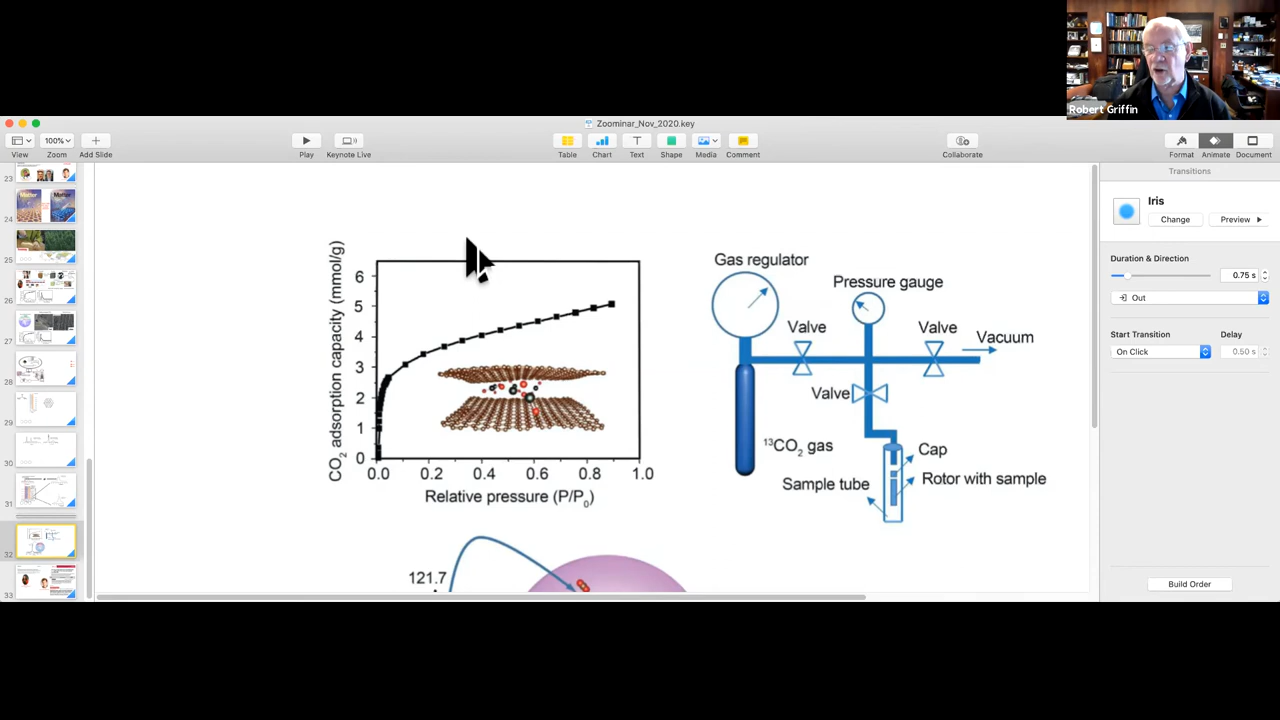 Robert Griffin
Zoominar_Nov_2020.key
100%
View
Zoom
Add Slide
Play
Keynote Live
Table
Chart
Text
Shape
Media
Comment
Collaborate
Format
Animate
Document
Transitions
Iris
Change
Preview
Duration & Direction
0.75 s
Out
Start Transition
Delay
On Click
0.50 s
Build Order
23
24
25
26
27
28
29
30
31
32
33
Matter
CO2 adsorption capacity (mmol/g)
6
5
4
3
2
1
0
0.0
0.2
0.4
0.6
0.8
1.0
Relative pressure (P/P0)
Gas regulator
Pressure gauge
Valve
Valve
Vacuum
Valve
13CO2 gas
Cap
Sample tube
Rotor with sample
121.7